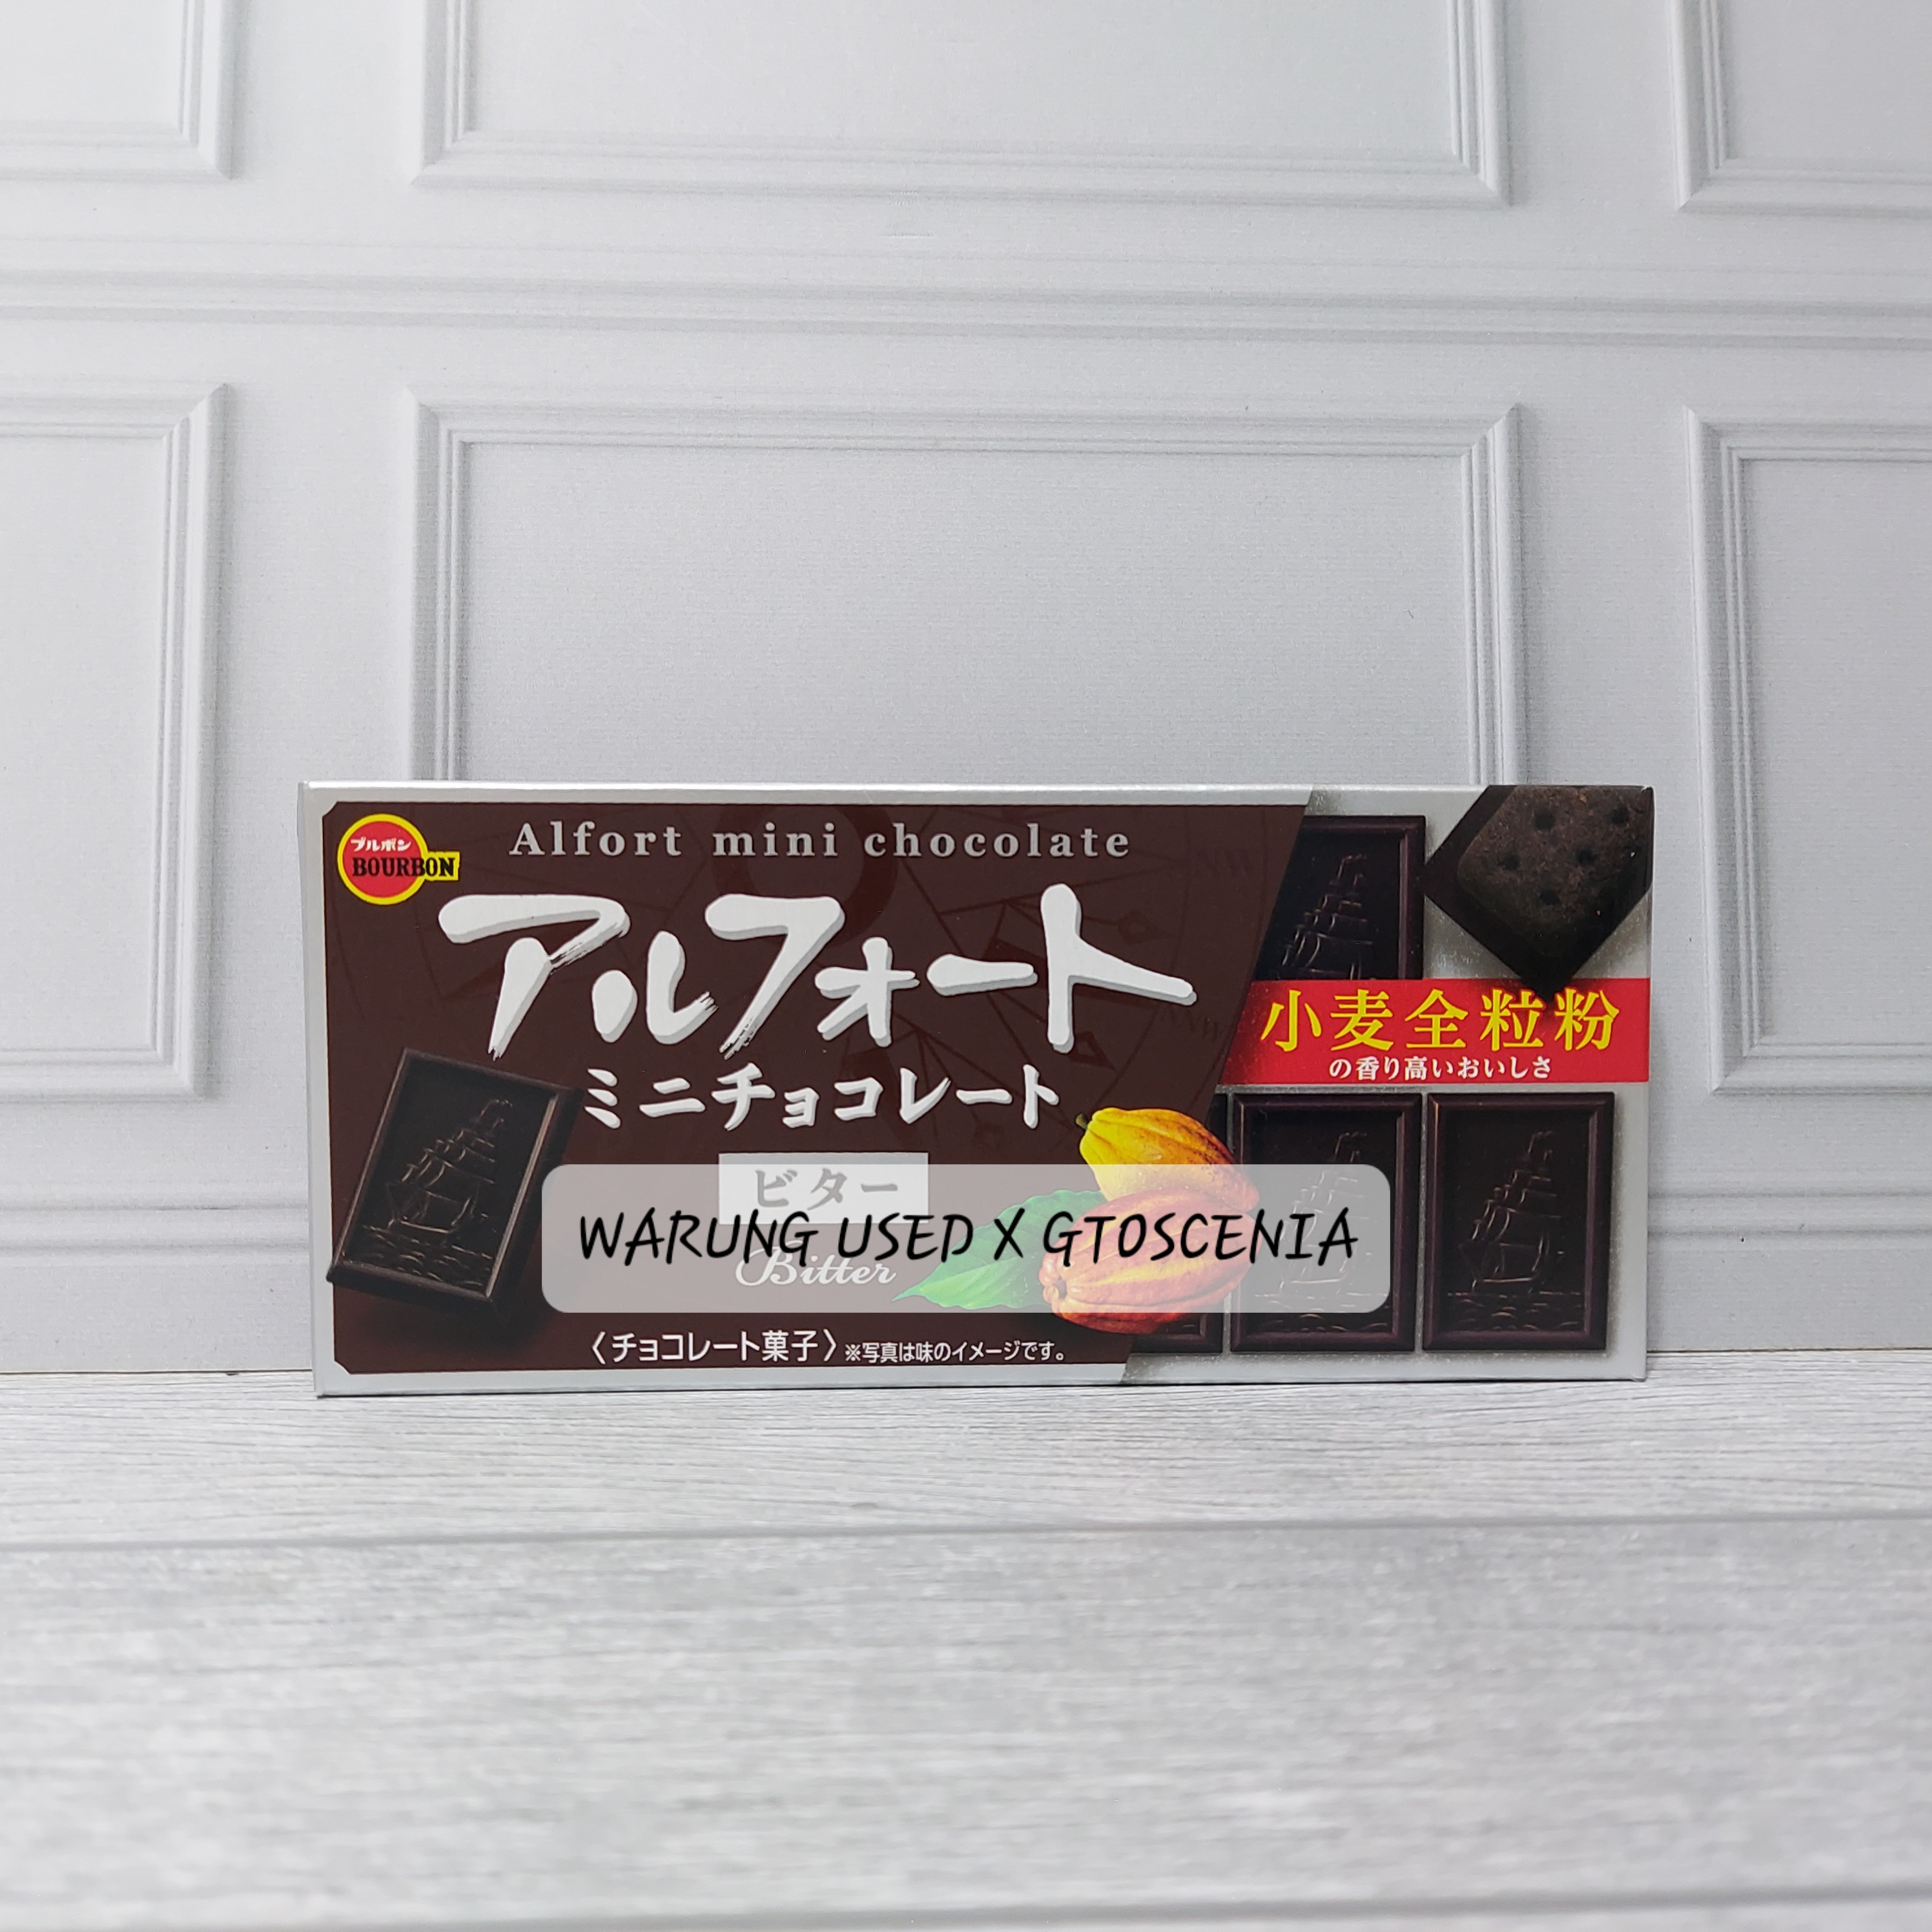 ブルボン
BOURBON
Alfort mini chocolate
アルフォート
ミニチョコレート
小麦全粒粉
の香り高いおいしさ
ビター
WARUNG USED X GTOSCENIA
Bitter
〈チョコレート菓子〉※写真は味のイメージです。